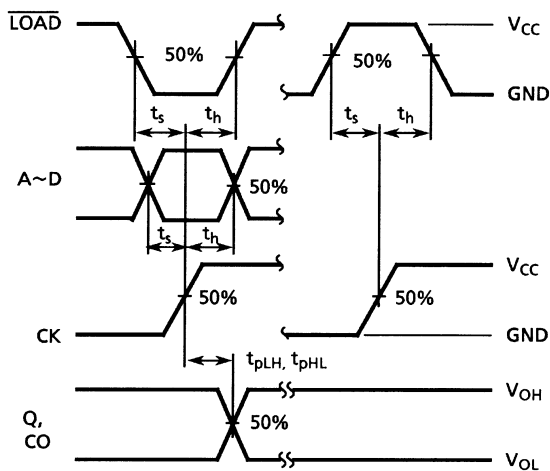 LOAD
50%
50%
VCC
GND
ts
th
ts
th
A~D
50%
ts
th
CK
50%
50%
VCC
GND
tpLH, tpHL
Q,
CO
50%
VOH
VOL